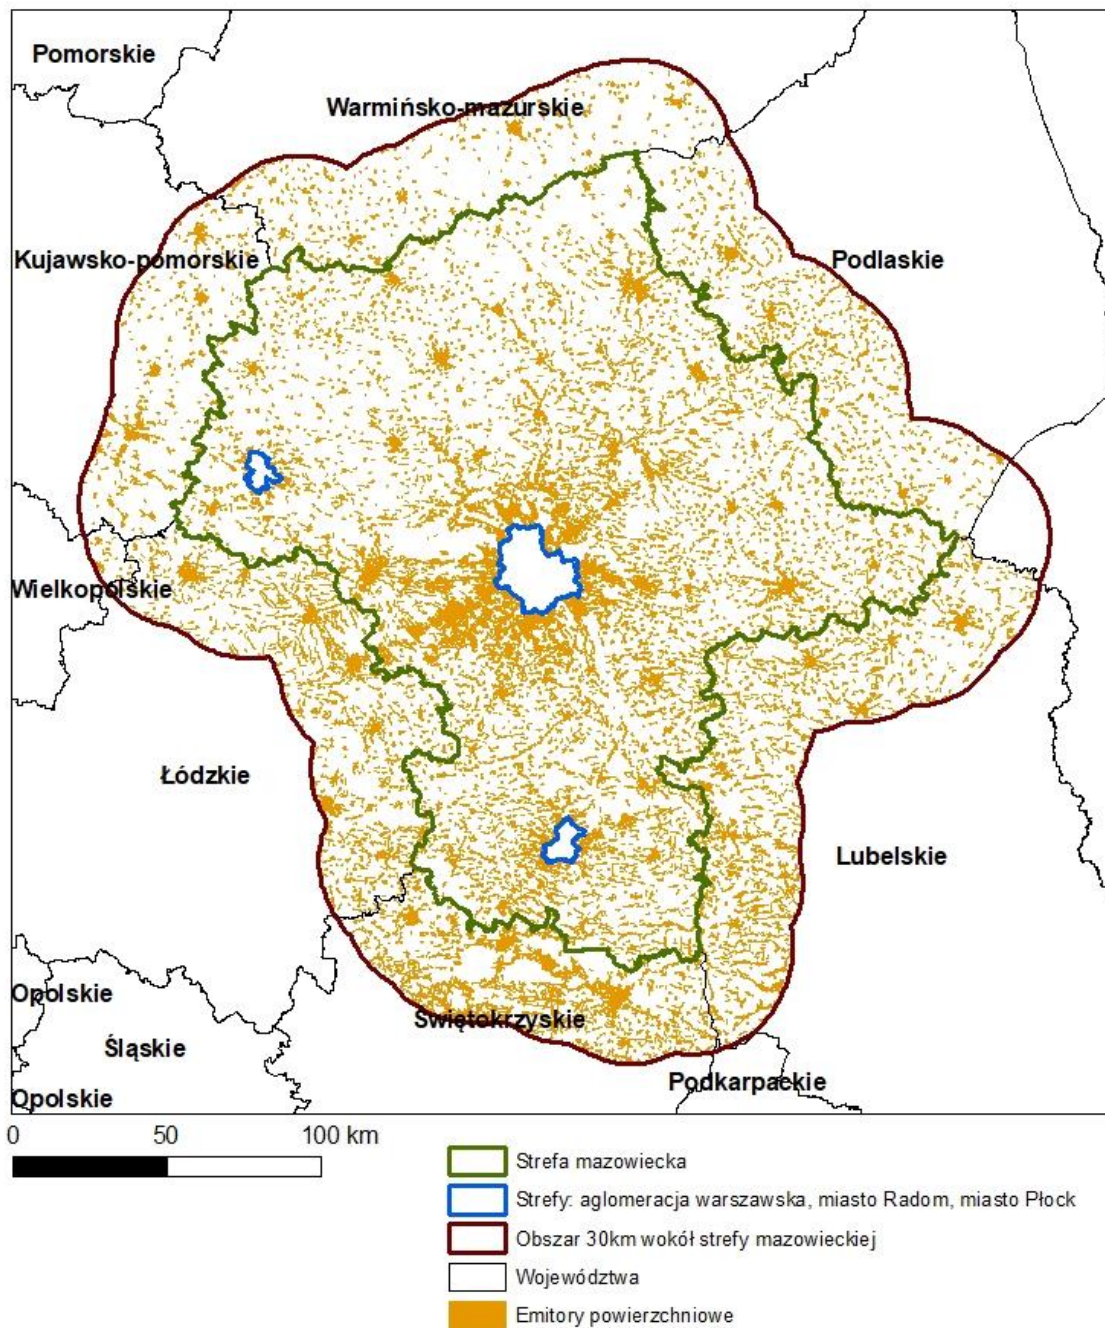 Pomorskie
Warmińsko-mazurskie
Kujawsko-pomorskie
Podlaskie
Wielkopolskie
Łódzkie
Lubelskie
Opolskie
Świętokrzyskie
Śląskie
Podkarpackie
Opolskie
0 50 100 km
Strefa mazowiecka
Strefy: aglomeracja warszawska, miasto Radom, miasto Płock
Obszar 30km wokół strefy mazowieckiej
Województwa
Emitory powierzchniowe